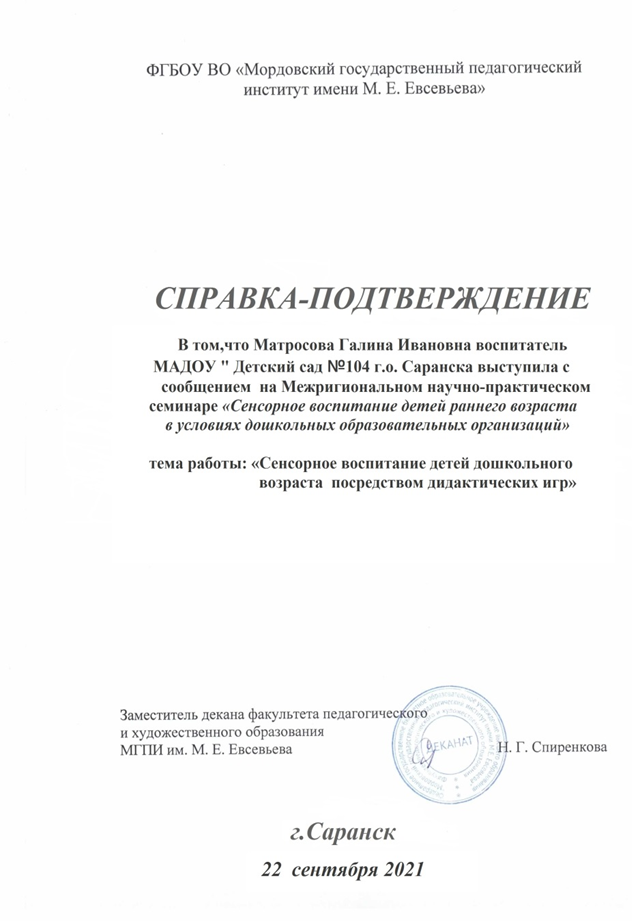 ФГБОУ ВО «Мордовский государственный педагогический
институт имени М. Е. Евсевьева»
СПРАВКА-ПОДТВЕРЖДЕНИЕ
В том,что Матросова Галина Ивановна воспитатель
МАДОУ " Детский сад №104 г.о. Саранска выступила с
сообщением на Межригиональном научно-практическом
семинаре «Сенсорное воспитание детей раннего возраста
в условиях дошкольных образовательных организаций»
тема работы: «Сенсорное воспитание детей дошкольного
возраста посредством дидактических игр»
Заместитель декана факультета педагогического
и художественного образования
МГПИ им. М. Е. Евсевьева
ДЕКАНАТ
Н. Г. Спиренкова
г.Саранск
22 сентября 2021